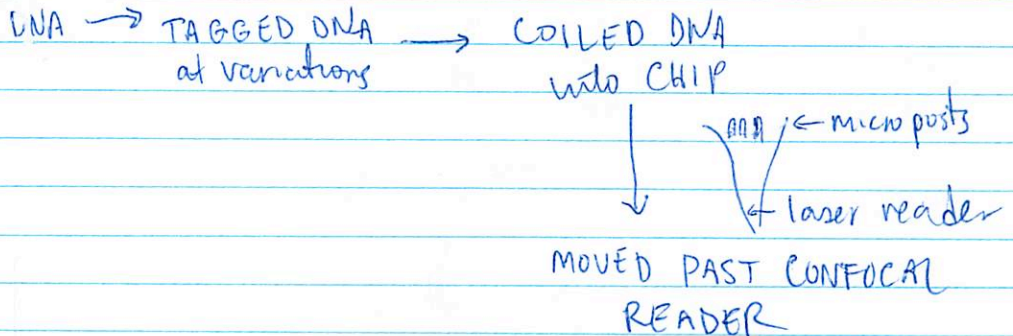 DNA → TAGGED DNA → COILED DNA
at variations into CHIP
← micro posts
← laser reader
MOVED PAST CONFOCAL
READER